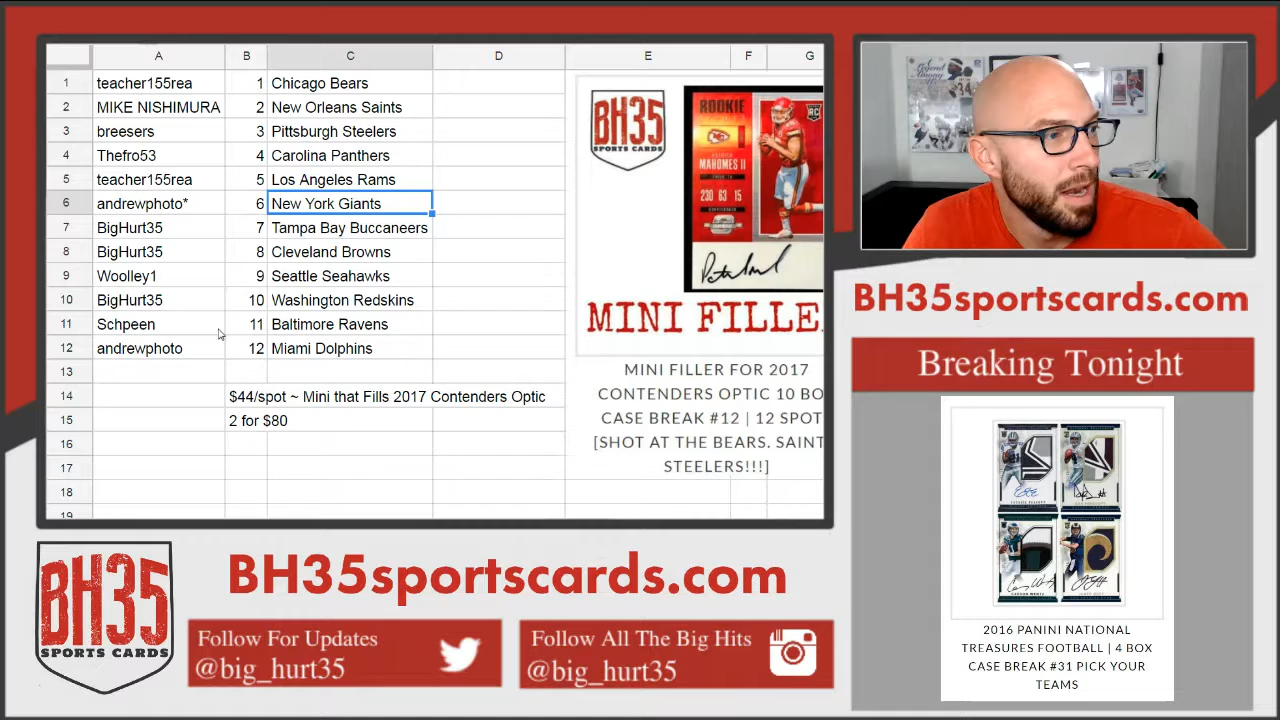 A B C D E F G
1 teacher155rea 1 Chicago Bears
2 MIKE NISHIMURA 2 New Orleans Saints
3 breesers 3 Pittsburgh Steelers
4 Thefro53 4 Carolina Panthers
5 teacher155rea 5 Los Angeles Rams
6 andrewphoto* 6 New York Giants
7 BigHurt35 7 Tampa Bay Buccaneers
8 BigHurt35 8 Cleveland Browns
9 Woolley1 9 Seattle Seahawks
10 BigHurt35 10 Washington Redskins
11 Schpeen 11 Baltimore Ravens
12 andrewphoto 12 Miami Dolphins
13
14 $44/spot ~ Mini that Fills 2017 Contenders Optic
15 2 for $80
16
17
18
19
BH35
SPORTS CARDS
ROOKIE
MAHOMES II
230 63 15
MINI FILLE
MINI FILLER FOR 2017
CONTENDERS OPTIC 10 BO
CASE BREAK #12 | 12 SPOT
[SHOT AT THE BEARS. SAINT
STEELERS!!!]
BH35sportscards.com
Breaking Tonight
2016 PANINI NATIONAL
TREASURES FOOTBALL | 4 BOX
CASE BREAK #31 PICK YOUR
TEAMS
BH35
SPORTS CARDS
BH35sportscards.com
Follow For Updates
@big_hurt35
Follow All The Big Hits
@big_hurt35